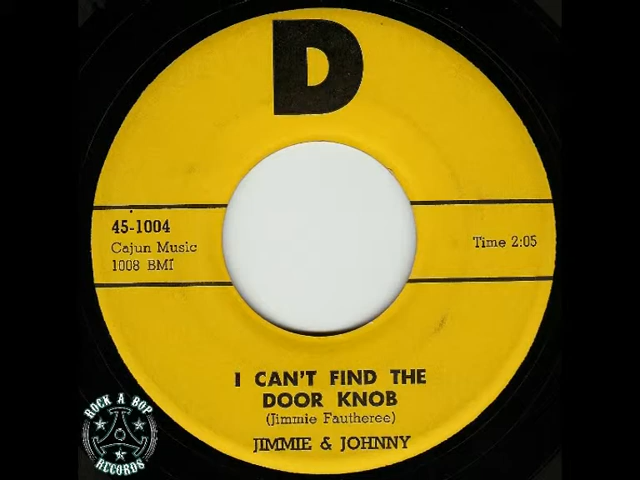 D
45-1004
Cajun Music
1008 BMI
Time 2:05
I CAN'T FIND THE
DOOR KNOB
(Jimmie Fautheree)
JIMMIE & JOHNNY
ROCK A BOP
RECORDS